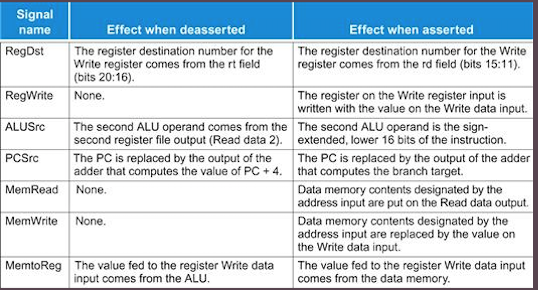 Signal name
Effect when deasserted
Effect when asserted
RegDst
The register destination number for the
Write register comes from the rt field
(bits 20:16).
The register destination number for the Write
register comes from the rd field (bits 15:11).
RegWrite
None.
The register on the Write register input is
written with the value on the Write data input.
ALUSrc
The second ALU operand comes from the
second register file output (Read data 2).
The second ALU operand is the sign-
extended, lower 16 bits of the instruction.
PCSrc
The PC is replaced by the output of the
adder that computes the value of PC + 4.
The PC is replaced by the output of the adder
that computes the branch target.
MemRead
None.
Data memory contents designated by the
address input are put on the Read data output.
MemWrite
None.
Data memory contents designated by the
address input are replaced by the value on
the Write data input.
MemtoReg
The value fed to the register Write data
input comes from the ALU.
The value fed to the register Write data input
comes from the data memory.